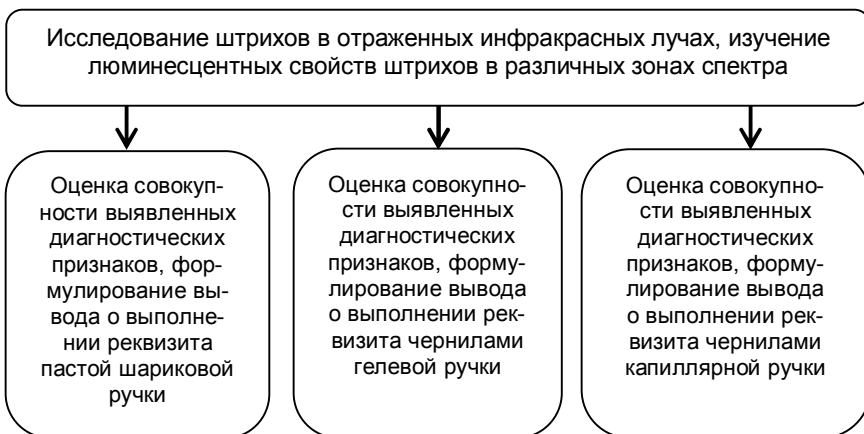 Исследование штрихов в отраженных инфракрасных лучах, изучение
люминесцентных свойств штрихов в различных зонах спектра
Оценка совокуп-
ности выявленных
диагностических
признаков, фор-
мулирование вы-
вода о выполне-
нии реквизита
пастой шариковой
ручки
Оценка совокупно-
сти выявленных
диагностических
признаков, форму-
лирование вывода
о выполнении рек-
визита чернилами
гелевой ручки
Оценка совокупно-
сти выявленных
диагностических
признаков, форму-
лирование вывода
о выполнении рек-
визита чернилами
капиллярной ручки